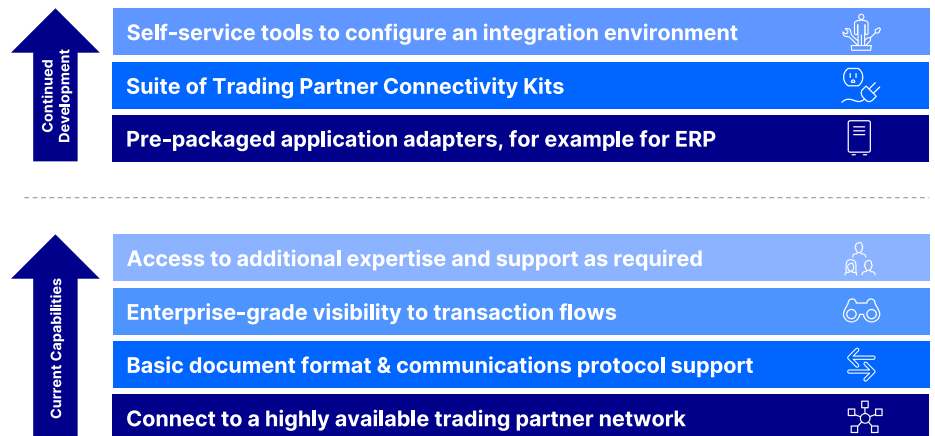 Continued
Development
Self-service tools to configure an integration environment
Suite of Trading Partner Connectivity Kits
Pre-packaged application adapters, for example for ERP
Current Capabilities
Access to additional expertise and support as required
Enterprise-grade visibility to transaction flows
Basic document format & communications protocol support
Connect to a highly available trading partner network